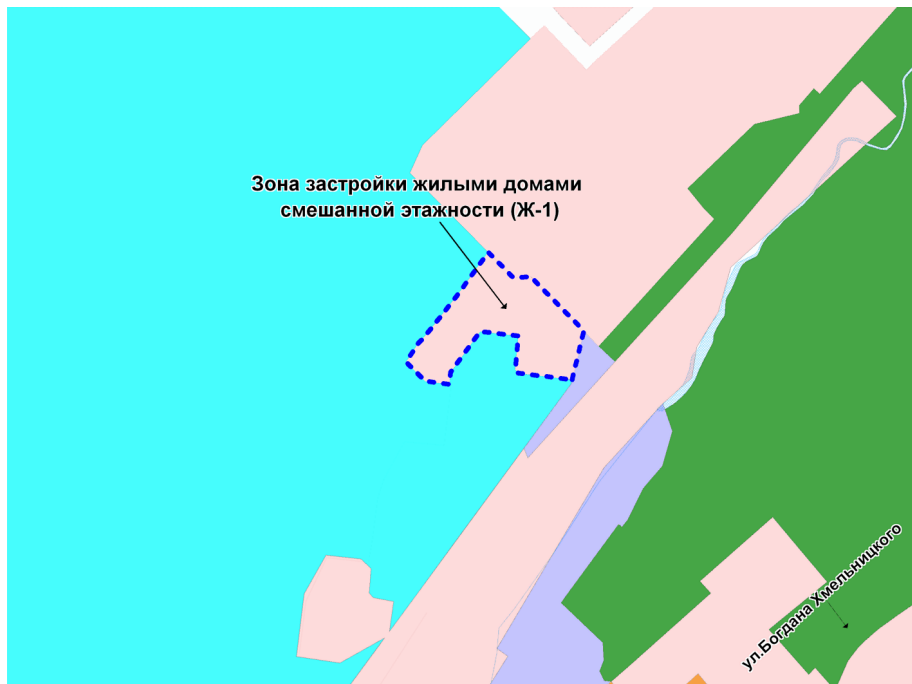 Зона застройки жилыми домами
смешанной этажности (Ж-1)
ул.Богдана Хмельницкого